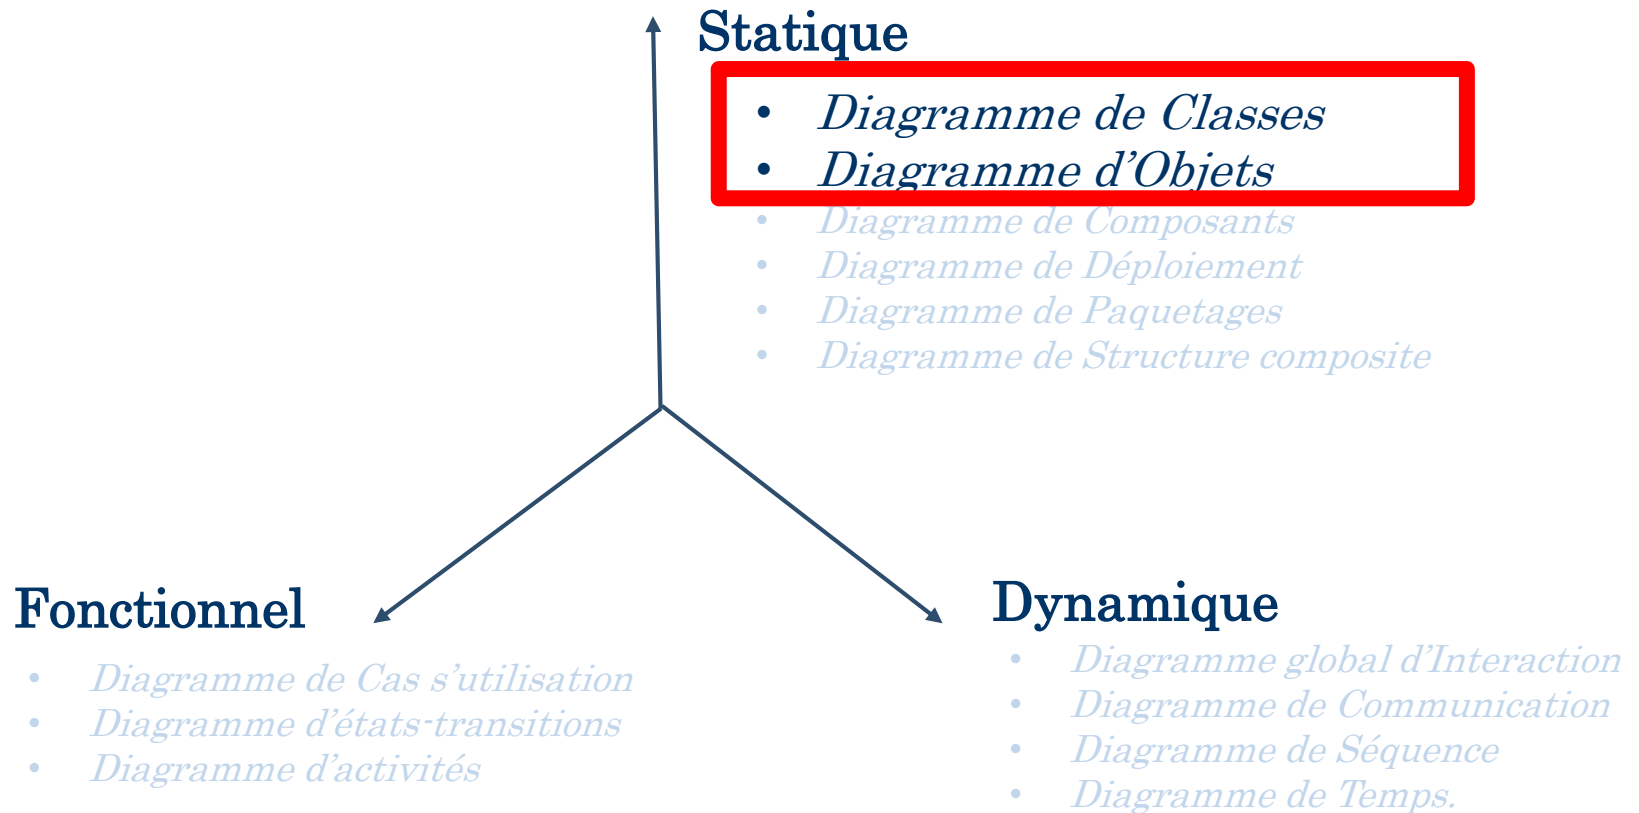 Statique
• Diagramme de Classes
• Diagramme d’Objets
• Diagramme de Composants
• Diagramme de Déploiement
• Diagramme de Paquetages
• Diagramme de Structure composite
Fonctionnel
• Diagramme de Cas s’utilisation
• Diagramme d’états-transitions
• Diagramme d’activités
Dynamique
• Diagramme global d’Interaction
• Diagramme de Communication
• Diagramme de Séquence
• Diagramme de Temps.